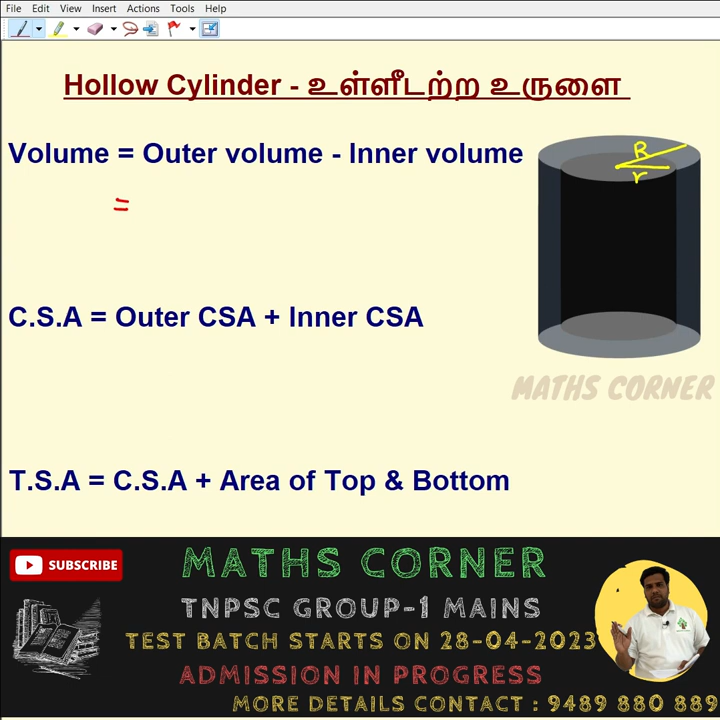 File Edit View Insert Actions Tools Help
Hollow Cylinder - உள்ளீடற்ற உருளை
Volume = Outer volume - Inner volume
R
r
=
C.S.A = Outer CSA + Inner CSA
MATHS CORNER
T.S.A = C.S.A + Area of Top & Bottom
SUBSCRIBE
MATHS CORNER
TNPSC GROUP-1 MAINS
TEST BATCH STARTS ON 28-04-2023
ADMISSION IN PROGRESS
MORE DETAILS CONTACT : 9489 880 889